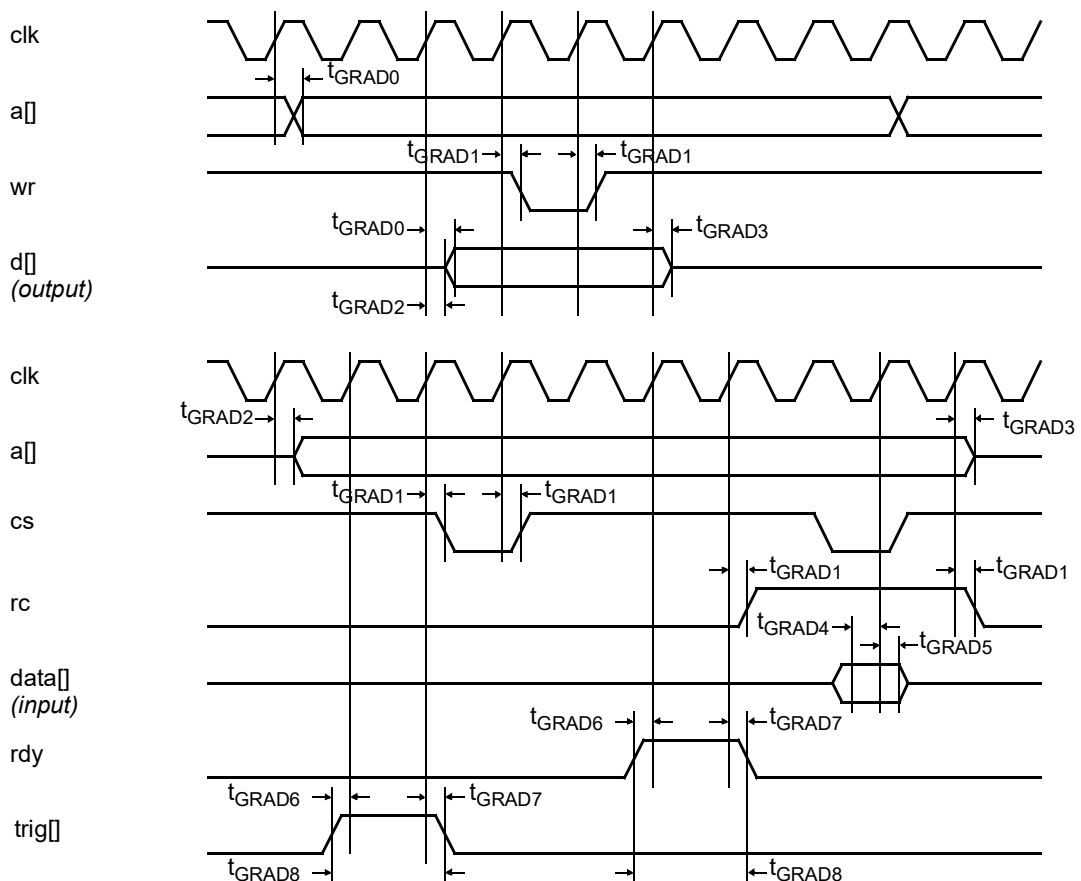 clk
tGRAD0
a[]
tGRAD1 tGRAD1
wr
tGRAD0 tGRAD3
d[]
(output)
tGRAD2
clk
tGRAD2 tGRAD3
a[]
tGRAD1 tGRAD1
cs
tGRAD1 tGRAD1
rc
tGRAD4 tGRAD5
data[]
(input)
tGRAD6 tGRAD7
rdy
tGRAD6 tGRAD7
trig[]
tGRAD8 tGRAD8